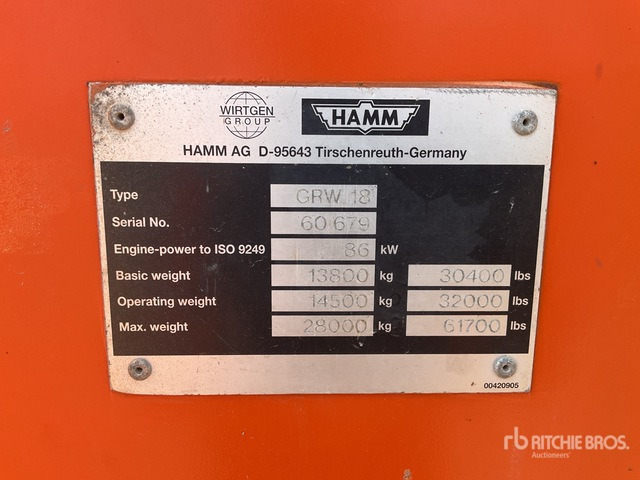 WIRTGEN
GROUP
HAMM
HAMM AG D-95643 Tirschenreuth-Germany
Type GRW 18
Serial No. 60 679
Engine-power to ISO 9249 86 kW
Basic weight 13800 kg 30400 lbs
Operating weight 14500 kg 32000 lbs
Max. weight 28000 kg 61700 lbs
00420905
rb RITCHIE BROS.
Auctioneers